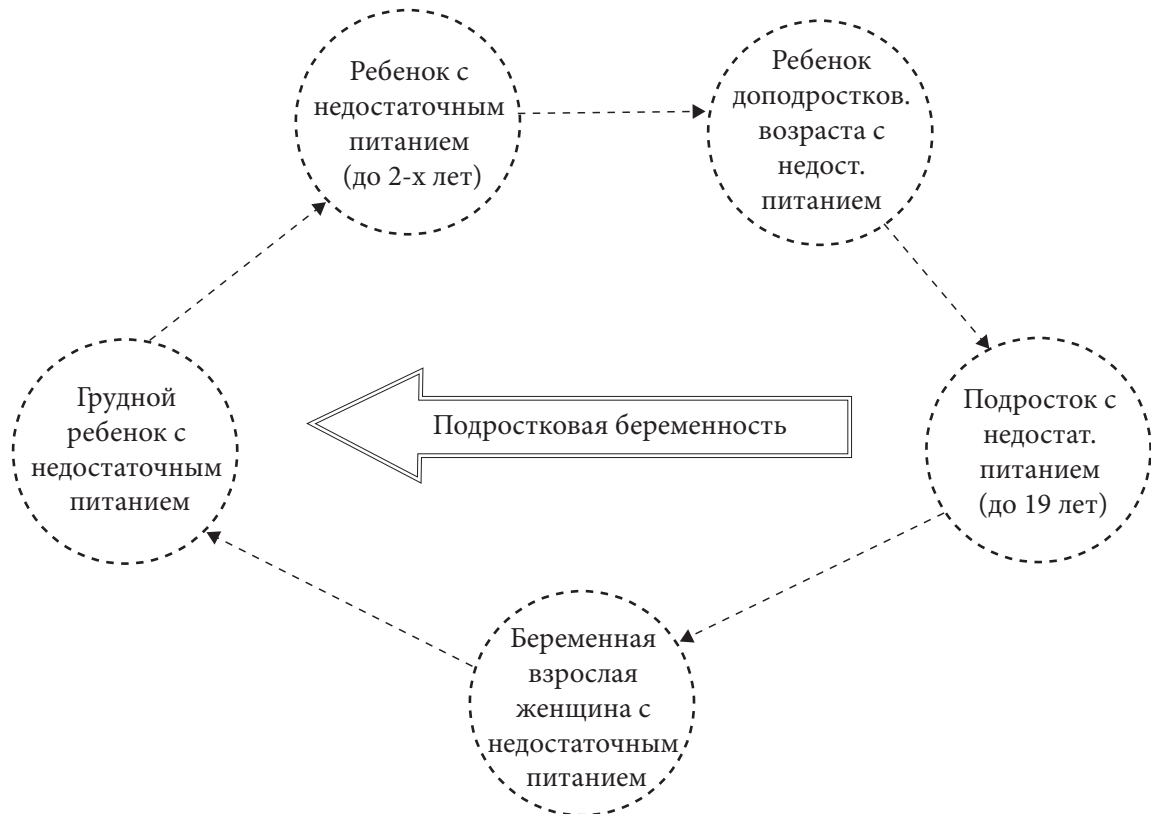 Ребенок с
недостаточным
питанием
(до 2-х лет)
Ребенок
доподростков.
возраста с
недост.
питанием
Грудной
ребенок с
недостаточным
питанием
Подростковая беременность
Подросток с
недостат.
питанием
(до 19 лет)
Беременная
взрослая
женщина с
недостаточным
питанием